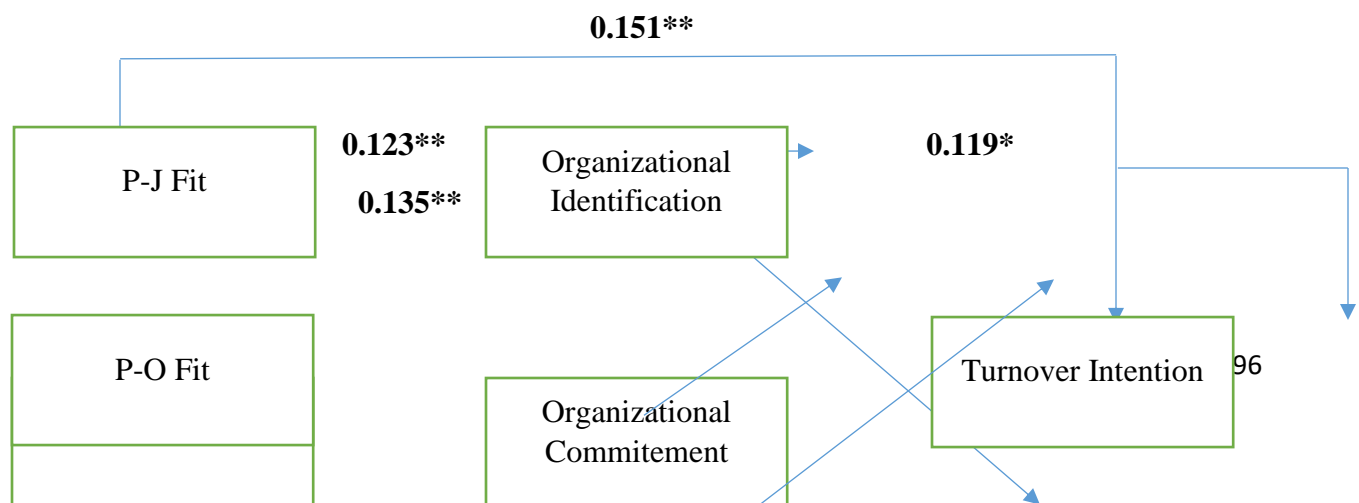 0.151**
0.123**
0.119*
P-J Fit
Organizational
Identification
0.135**
P-O Fit
Turnover Intention
96
Organizational
Commitement